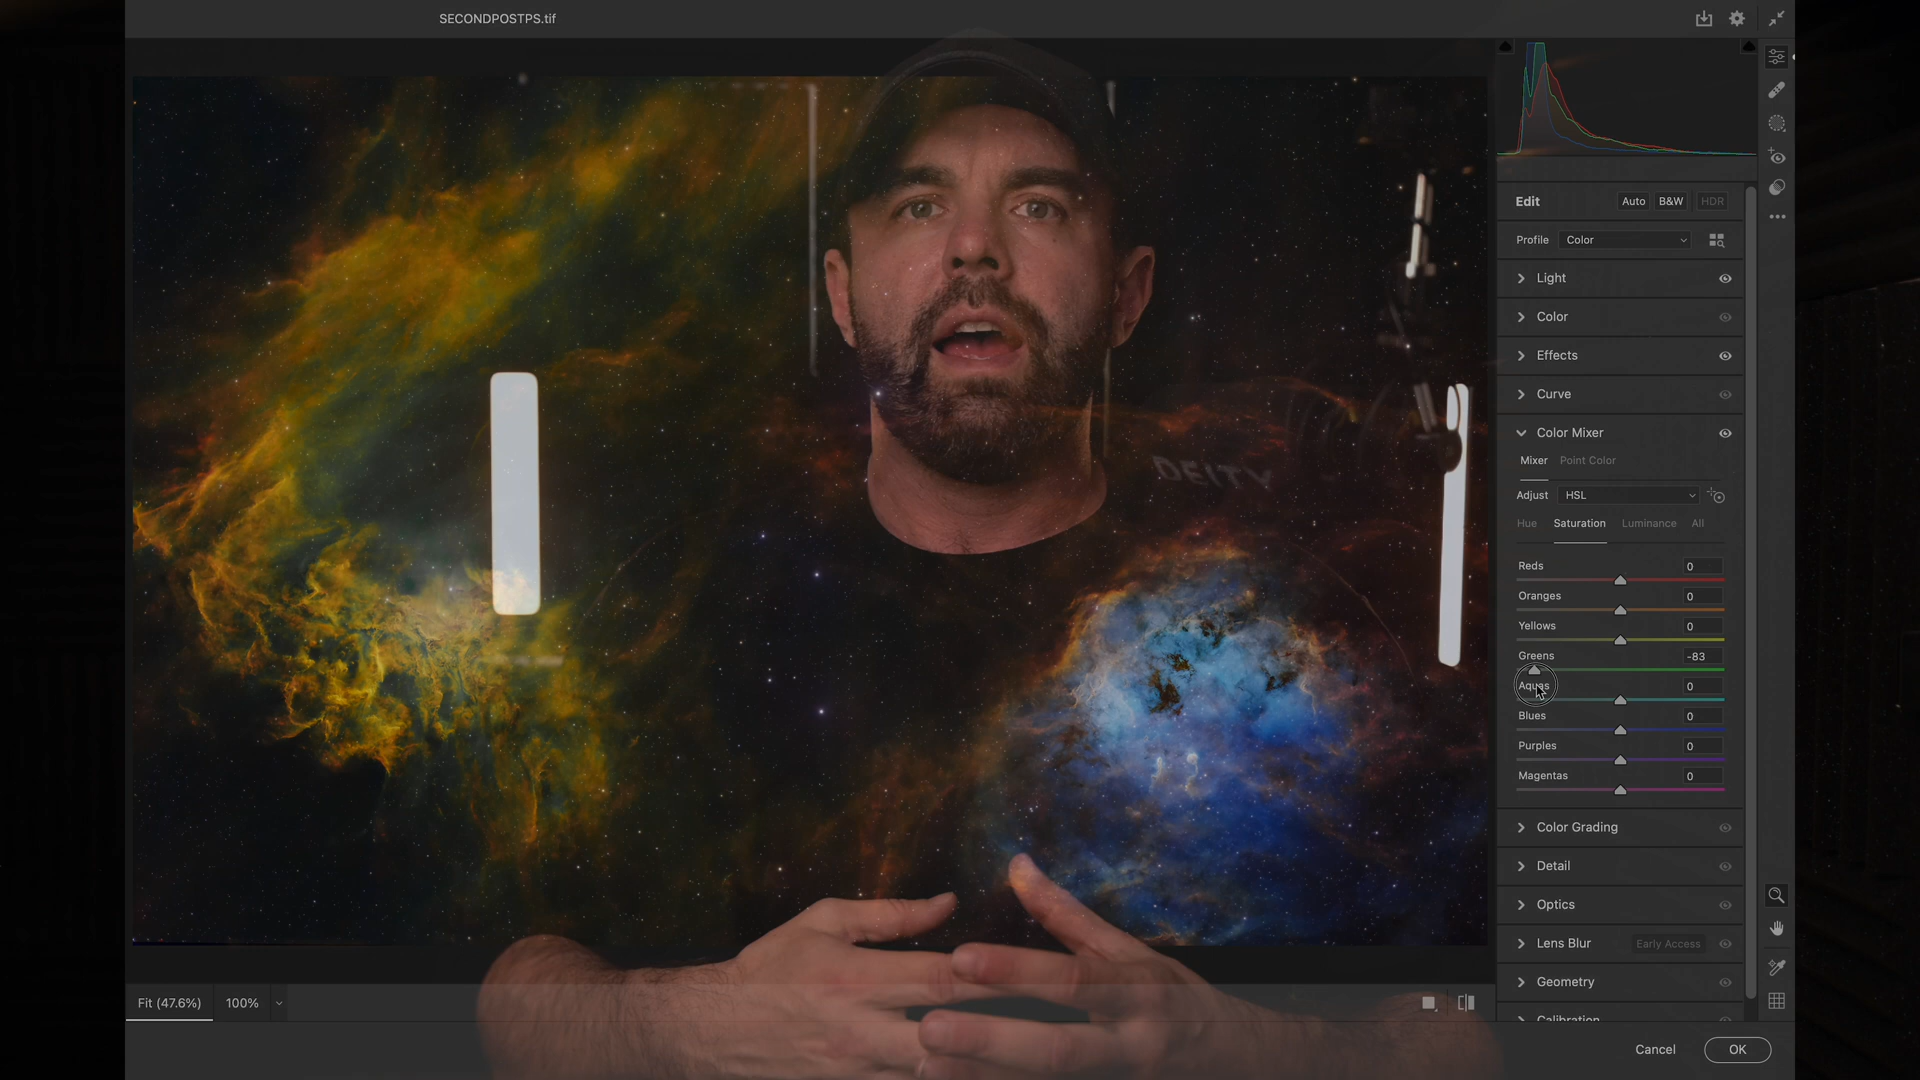 SECONDPOSTPS.tif
Edit
Auto
B&W
HDR
Profile
Color
Light
Color
Effects
Curve
Color Mixer
Mixer
Point Color
Adjust
HSL
Hue
Saturation
Luminance
All
Reds
0
Oranges
0
Yellows
0
Greens
-83
Aquas
0
Blues
0
Purples
0
Magentas
0
Color Grading
Detail
Optics
Lens Blur
Early Access
Geometry
Calibration
DEITY
Fit (47.6%)
100%
Cancel
OK